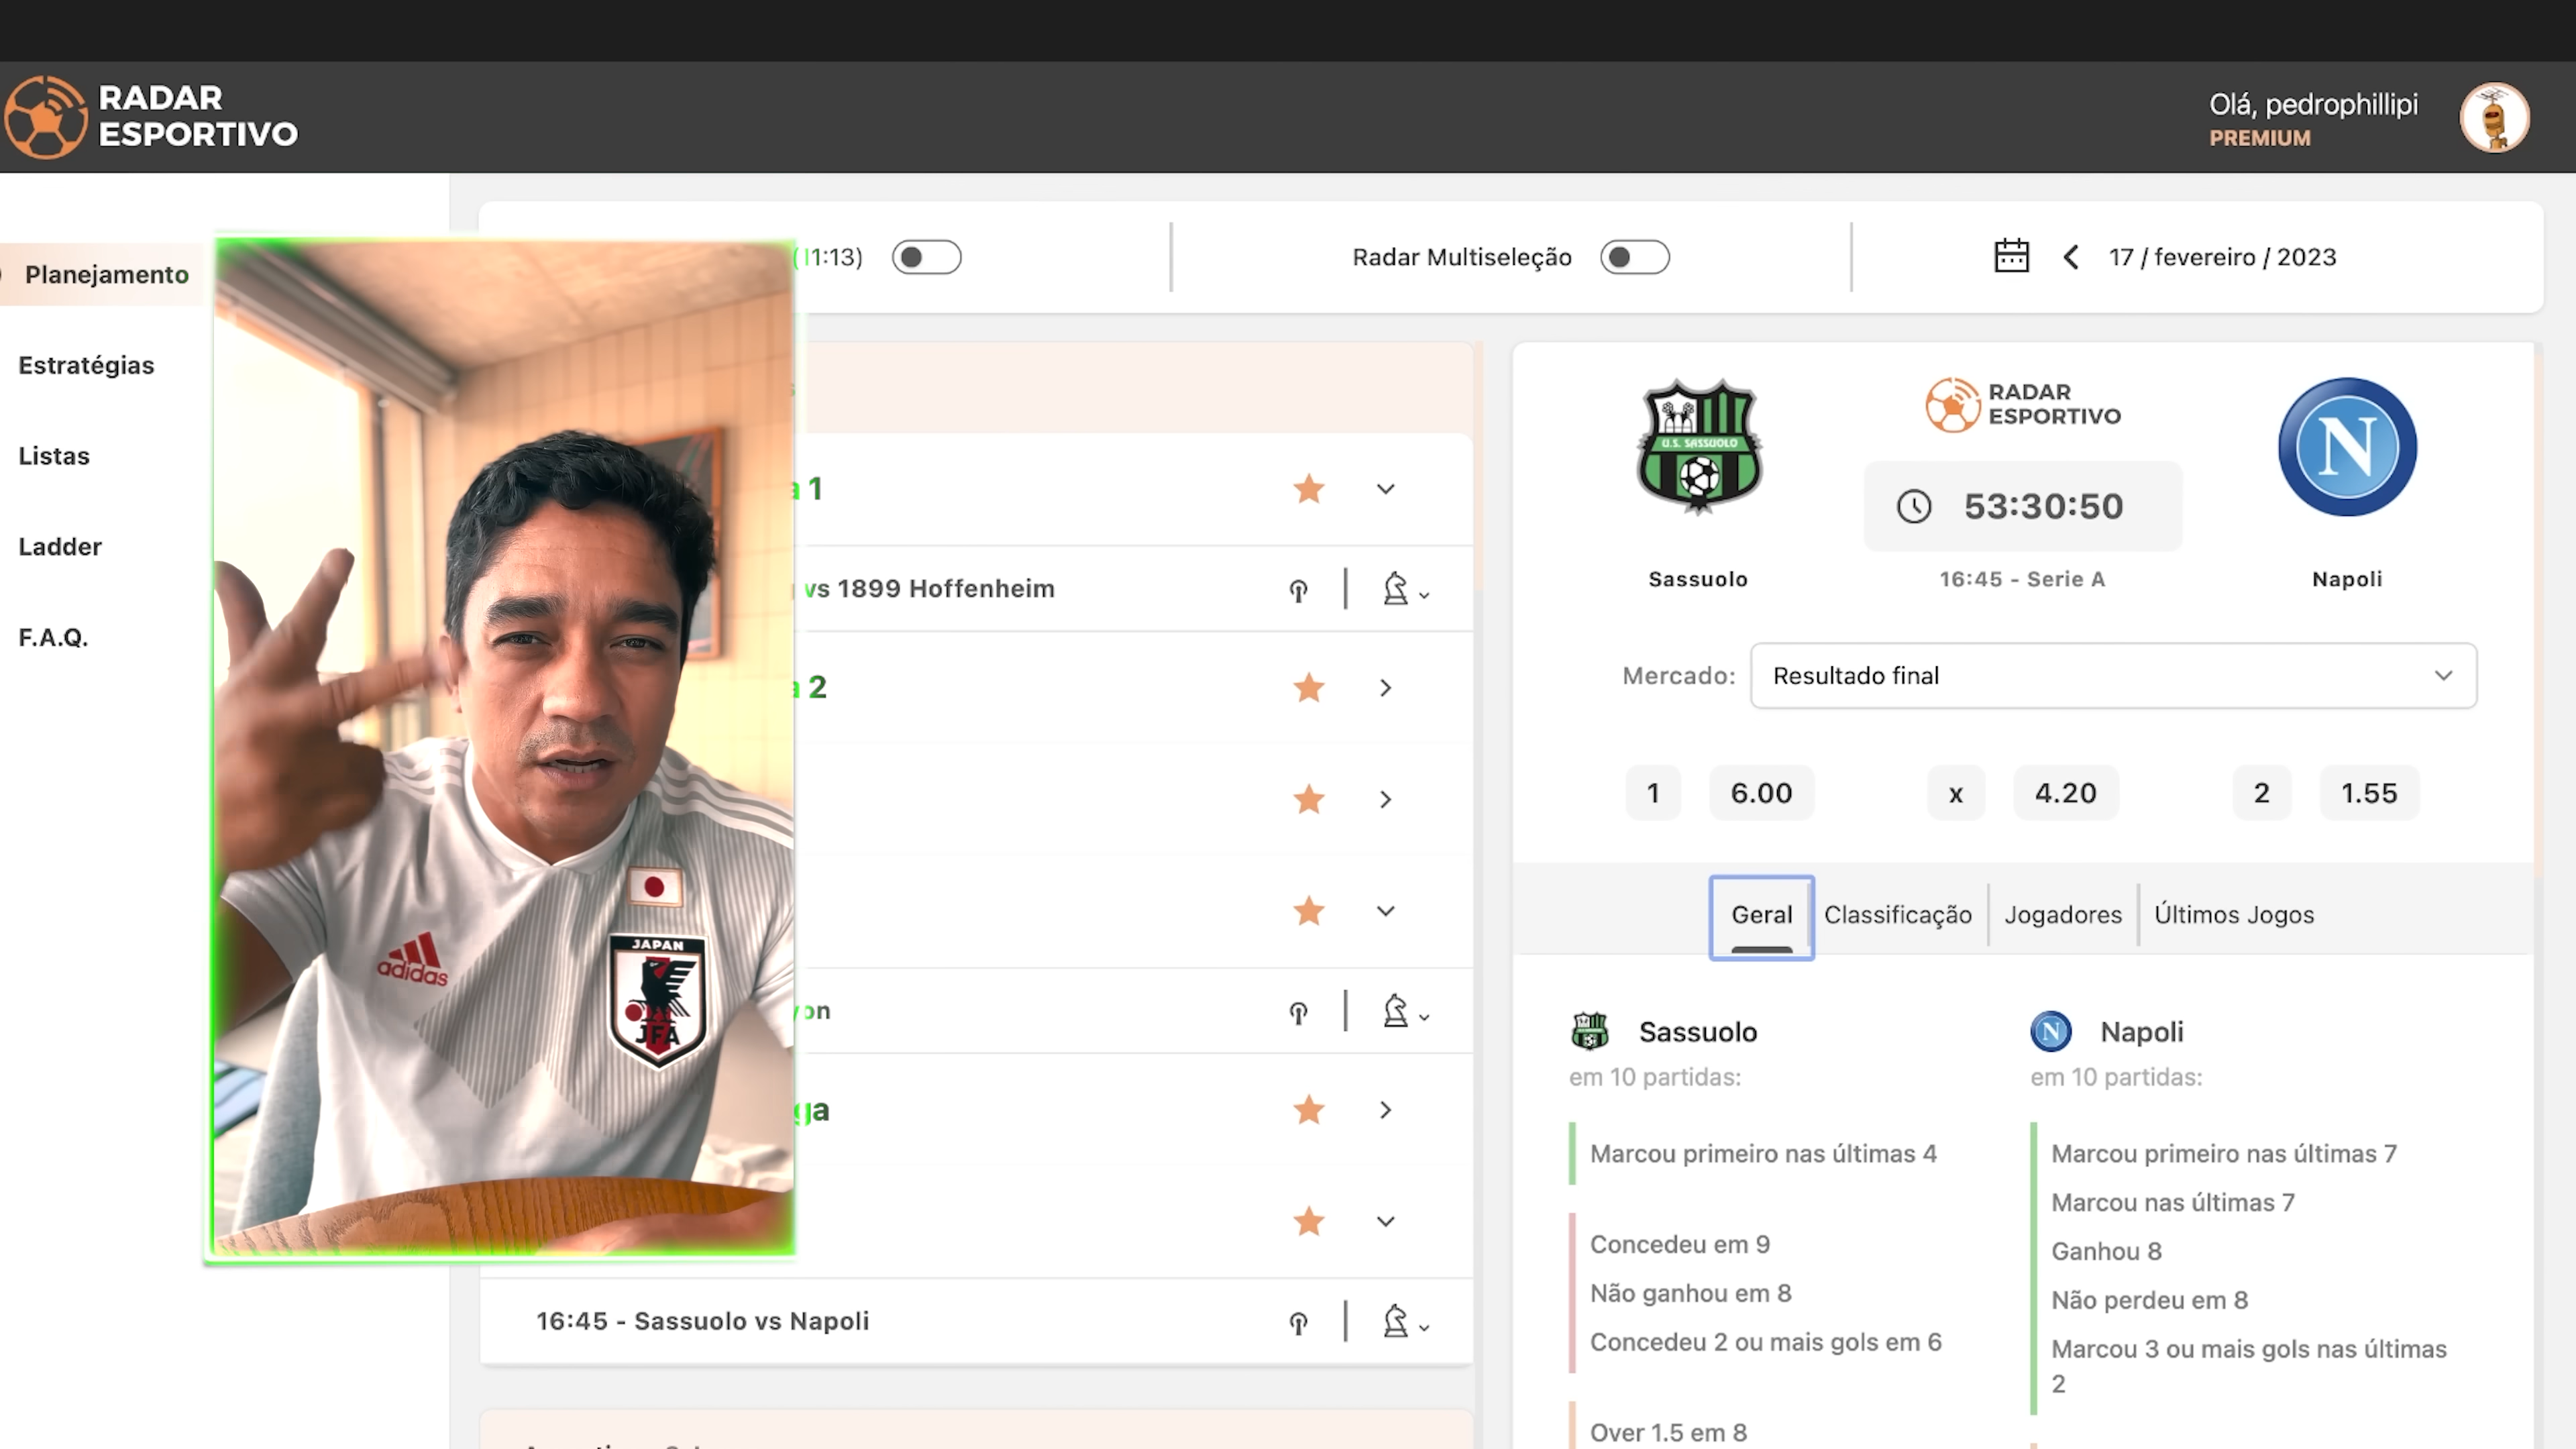 RADAR
ESPORTIVO
Olá, pedrophillipi
PREMIUM
Planejamento
Estratégias
Listas
Ladder
F.A.Q.
(11:13)
Radar Multiseleção
17 / fevereiro / 2023
1
vs 1899 Hoffenheim
2
16:45 - Sassuolo vs Napoli
adidas
JAPAN
JFA
U.S. SASSUOLO
RADAR
ESPORTIVO
N
53:30:50
Sassuolo
16:45 - Serie A
Napoli
Mercado:
Resultado final
1 6.00 x 4.20 2 1.55
Geral Classificação Jogadores Últimos Jogos
Sassuolo
em 10 partidas:
Marcou primeiro nas últimas 4
Concedeu em 9
Não ganhou em 8
Concedeu 2 ou mais gols em 6
Over 1.5 em 8
N Napoli
em 10 partidas:
Marcou primeiro nas últimas 7
Marcou nas últimas 7
Ganhou 8
Não perdeu em 8
Marcou 3 ou mais gols nas últimas
2